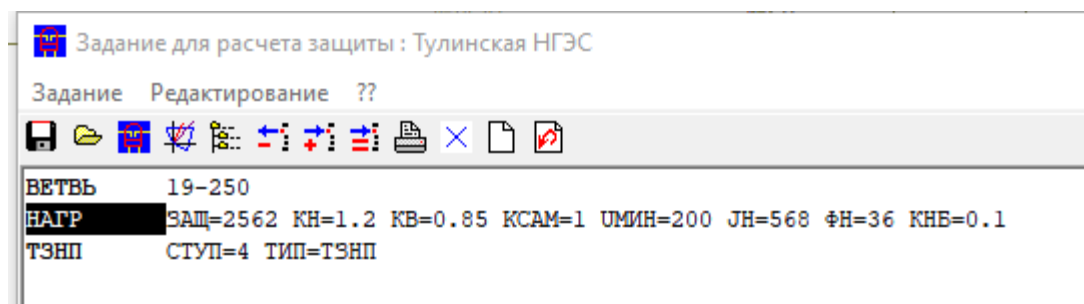 Задание для расчета защиты : Тулинская НГЭС
Задание Редактирование ??
ВЕТВЬ 19-250
НАГР ЗАЩ=2562 КН=1.2 КВ=0.85 КСАМ=1 UМИН=200 JН=568 ФН=36 КНБ=0.1
ТЗНП СТУП=4 ТИП=ТЗНП